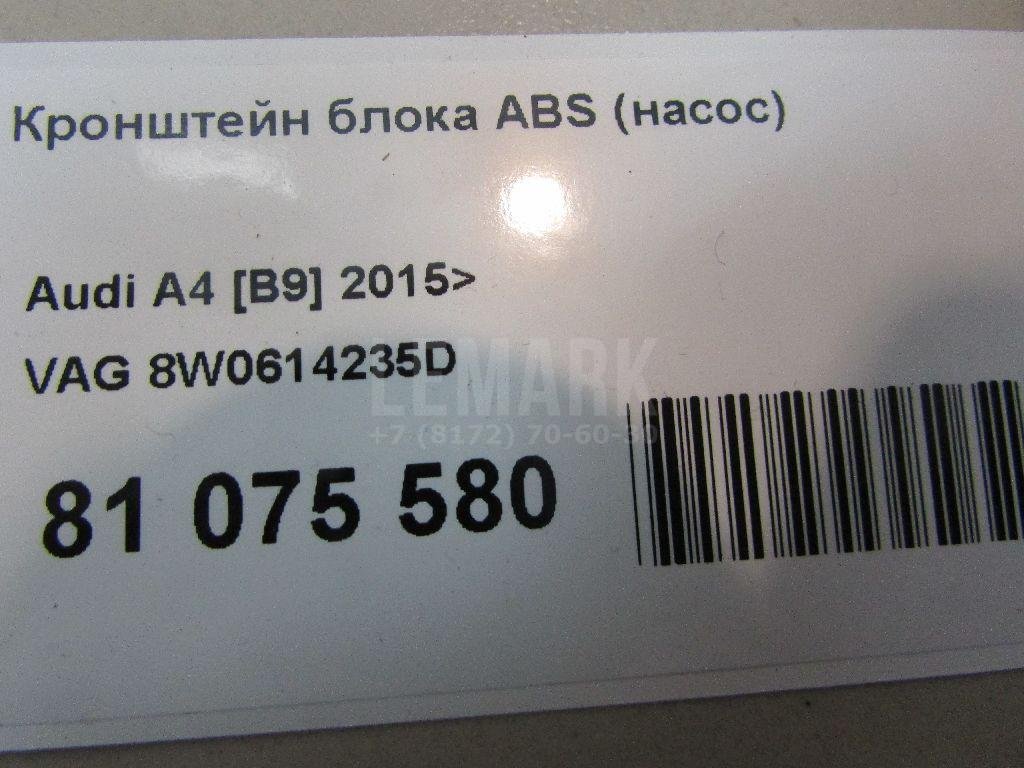 Кронштейн блока ABS (насос)
Audi A4 [B9] 2015>
VAG 8W0614235D
LEMARK
+7 (8172) 70-60-30
81 075 580